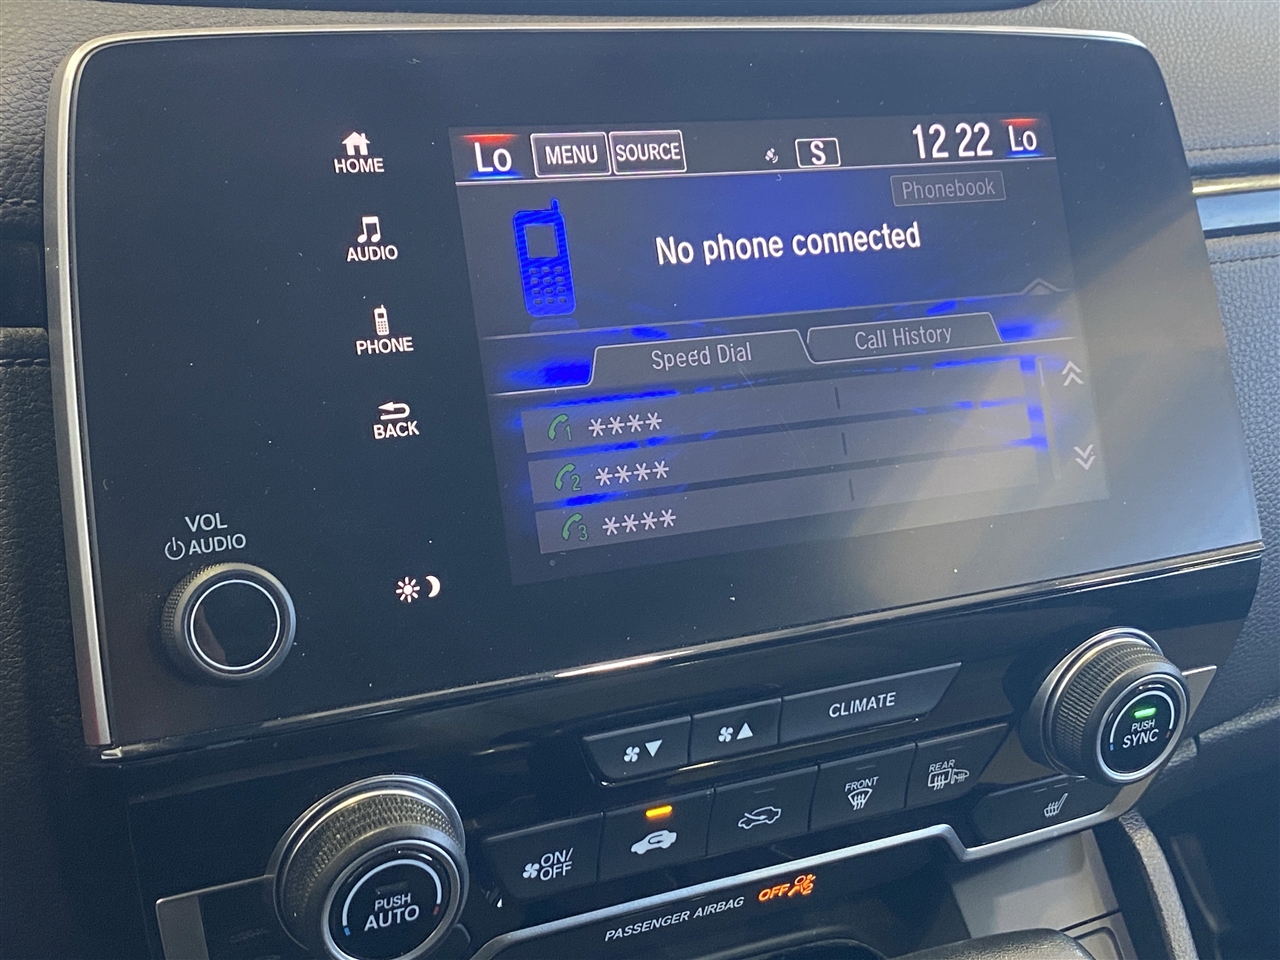 HOME
AUDIO
PHONE
BACK
VOL
AUDIO
Lo MENU SOURCE S 12 22 Lo
Phonebook
No phone connected
Speed Dial Call History
1 ****
2 ****
3 ****
CLIMATE
PUSH
SYNC
FRONT
REAR
ON/
OFF
PUSH
AUTO
PASSENGER AIRBAG OFF